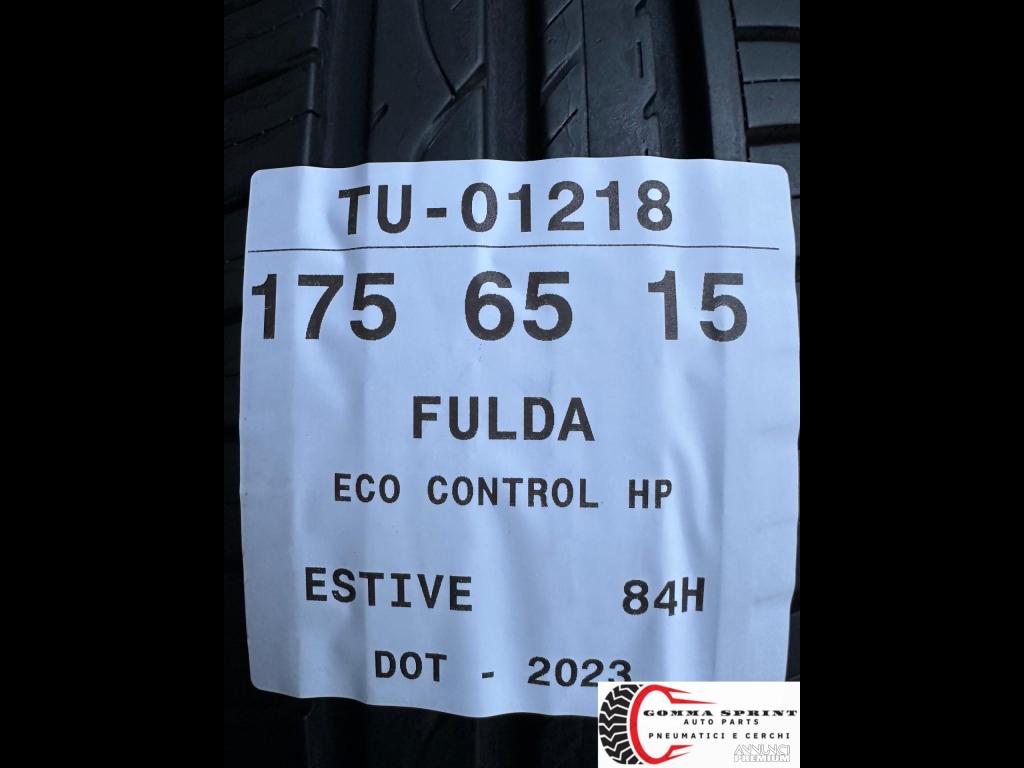 TU-01218
175 65 15
FULDA
ECO CONTROL HP
ESTIVE 84H
DOT - 2023
GOMMA SPRINT
AUTO PARTS
PNEUMATICI E CERCHI
ANNUNCI
PREMIUM